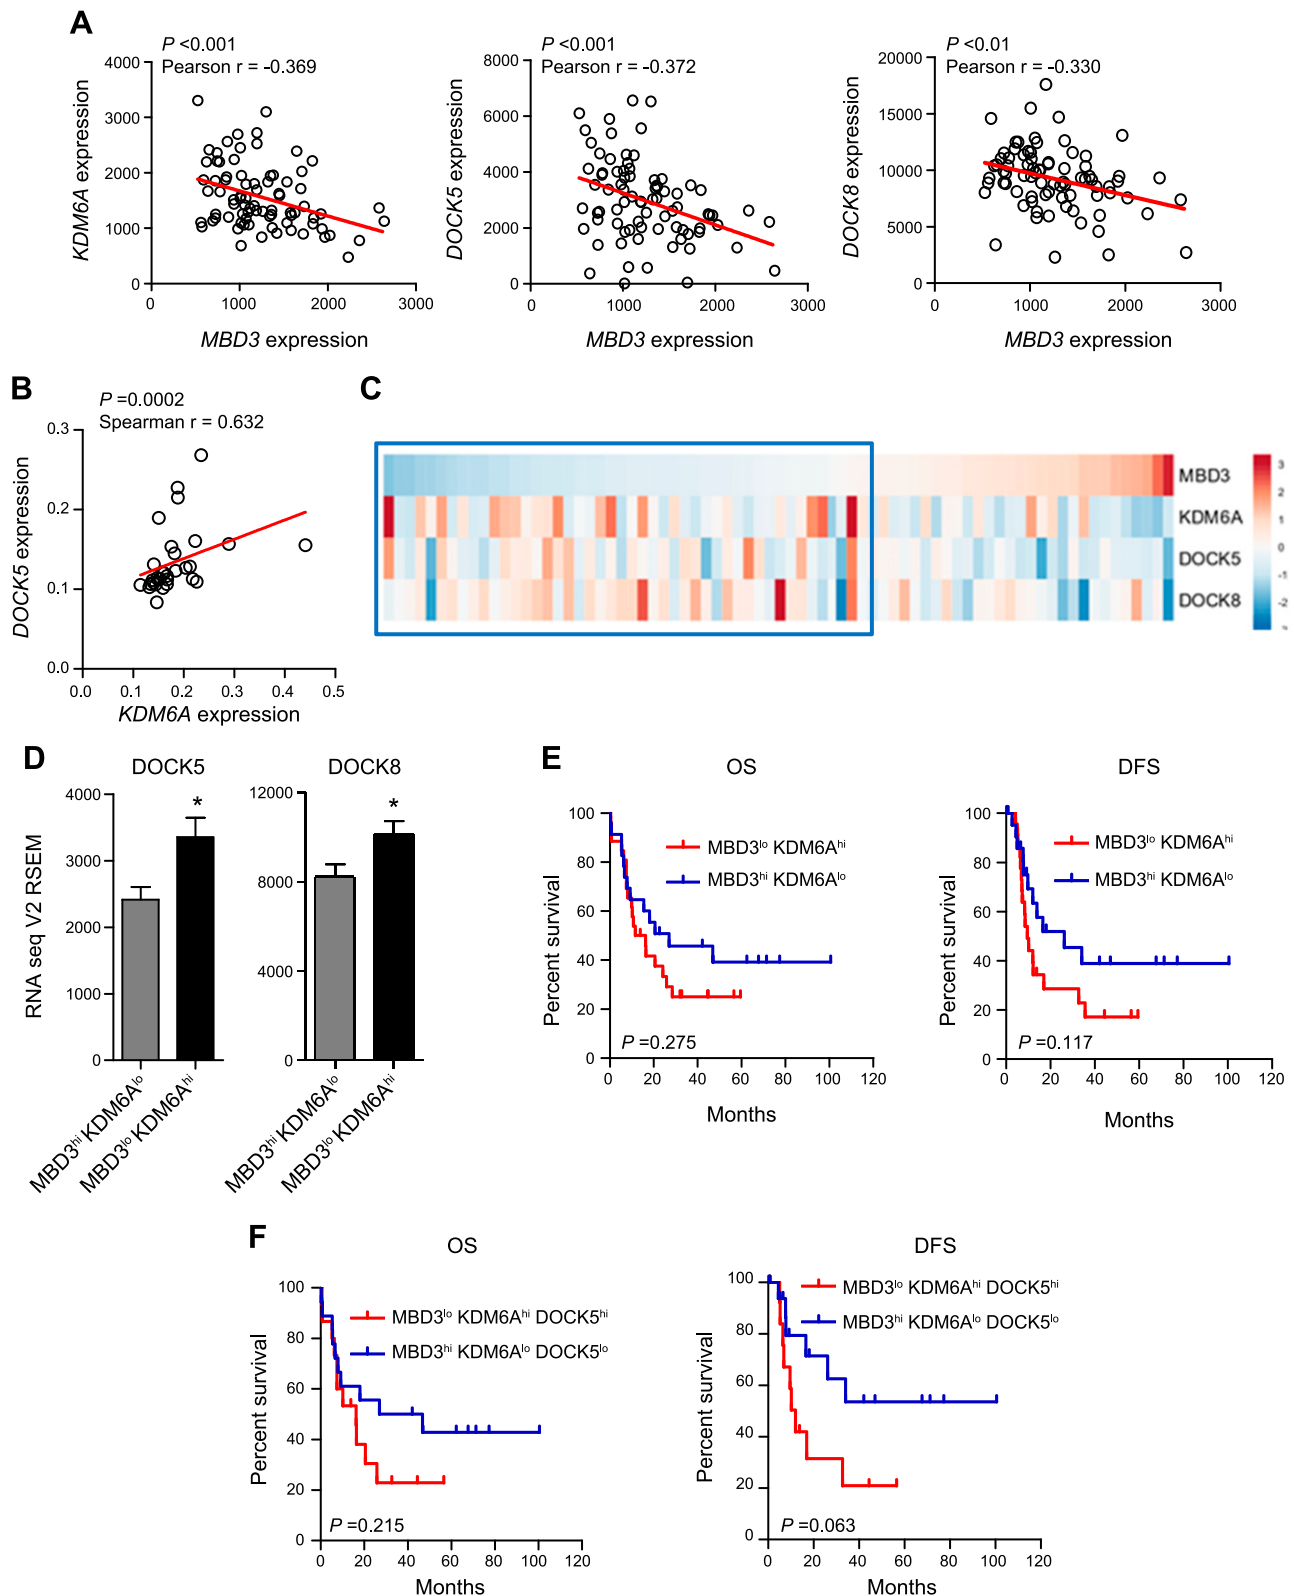 A
P <0.001
Pearson r = -0.369
KDM6A expression
4000
3000
2000
1000
0
0 1000 2000 3000
MBD3 expression
P <0.001
Pearson r = -0.372
DOCK5 expression
8000
6000
4000
2000
0
0 1000 2000 3000
MBD3 expression
P <0.01
Pearson r = -0.330
DOCK8 expression
20000
15000
10000
5000
0
0 1000 2000 3000
MBD3 expression
B
P =0.0002
Spearman r = 0.632
DOCK5 expression
0.3
0.2
0.1
0.0
0.0 0.1 0.2 0.3 0.4 0.5
KDM6A expression
C
MBD3
KDM6A
DOCK5
DOCK8
3
2
1
0
-1
-2
D
DOCK5
RNA seq V2 RSEM
4000
3000
2000
1000
0
*
MBD3hi KDM6Alo
MBD3lo KDM6Ahi
DOCK8
12000
8000
4000
0
*
MBD3hi KDM6Alo
MBD3lo KDM6Ahi
E
OS
Percent survival
100
80
60
40
20
0
MBD3lo KDM6Ahi
MBD3hi KDM6Alo
P =0.275
0 20 40 60 80 100 120
Months
DFS
Percent survival
100
80
60
40
20
0
MBD3lo KDM6Ahi
MBD3hi KDM6Alo
P =0.117
0 20 40 60 80 100 120
Months
F
OS
Percent survival
100
80
60
40
20
0
MBD3lo KDM6Ahi DOCK5hi
MBD3hi KDM6Alo DOCK5lo
P =0.215
0 20 40 60 80 100 120
Months
DFS
Percent survival
100
80
60
40
20
0
MBD3lo KDM6Ahi DOCK5hi
MBD3hi KDM6Alo DOCK5lo
P =0.063
0 20 40 60 80 100 120
Months